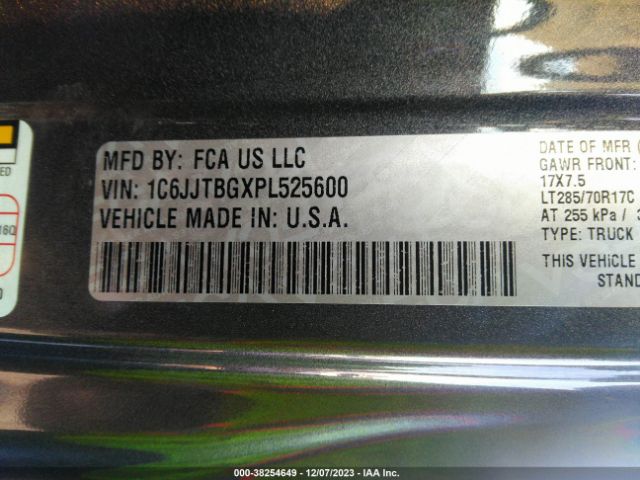 MFD BY: FCA US LLC
VIN: 1C6JJTBGXPL525600
VEHICLE MADE IN: U.S.A.
DATE OF MFR (
GAWR FRONT:
17X7.5
LT285/70R17C
AT 255 kPa /
TYPE: TRUCK
THIS VEHICLE
STAND
16Q
000-38254649 - 12/07/2023 - IAA Inc.